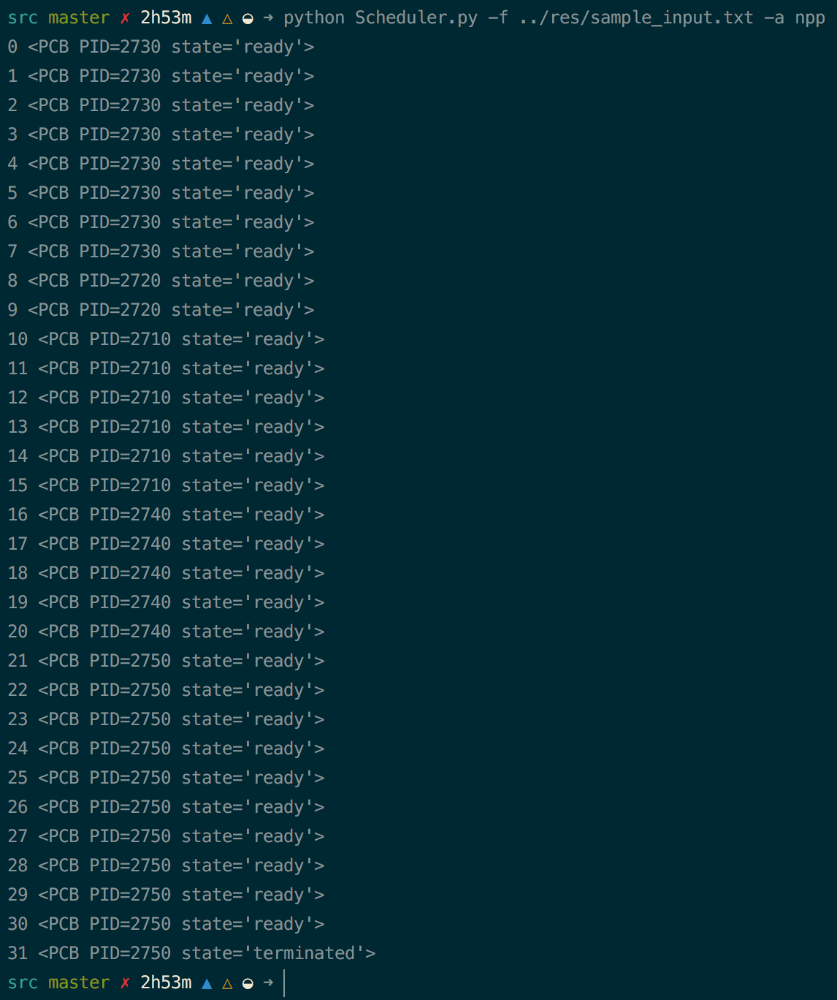 src master ✗ 2h53m ▲ △ ◒ → python Scheduler.py -f ../res/sample_input.txt -a npp
0 <PCB PID=2730 state='ready'>
1 <PCB PID=2730 state='ready'>
2 <PCB PID=2730 state='ready'>
3 <PCB PID=2730 state='ready'>
4 <PCB PID=2730 state='ready'>
5 <PCB PID=2730 state='ready'>
6 <PCB PID=2730 state='ready'>
7 <PCB PID=2730 state='ready'>
8 <PCB PID=2720 state='ready'>
9 <PCB PID=2720 state='ready'>
10 <PCB PID=2710 state='ready'>
11 <PCB PID=2710 state='ready'>
12 <PCB PID=2710 state='ready'>
13 <PCB PID=2710 state='ready'>
14 <PCB PID=2710 state='ready'>
15 <PCB PID=2710 state='ready'>
16 <PCB PID=2740 state='ready'>
17 <PCB PID=2740 state='ready'>
18 <PCB PID=2740 state='ready'>
19 <PCB PID=2740 state='ready'>
20 <PCB PID=2740 state='ready'>
21 <PCB PID=2750 state='ready'>
22 <PCB PID=2750 state='ready'>
23 <PCB PID=2750 state='ready'>
24 <PCB PID=2750 state='ready'>
25 <PCB PID=2750 state='ready'>
26 <PCB PID=2750 state='ready'>
27 <PCB PID=2750 state='ready'>
28 <PCB PID=2750 state='ready'>
29 <PCB PID=2750 state='ready'>
30 <PCB PID=2750 state='ready'>
31 <PCB PID=2750 state='terminated'>
src master ✗ 2h53m ▲ △ ◒ →